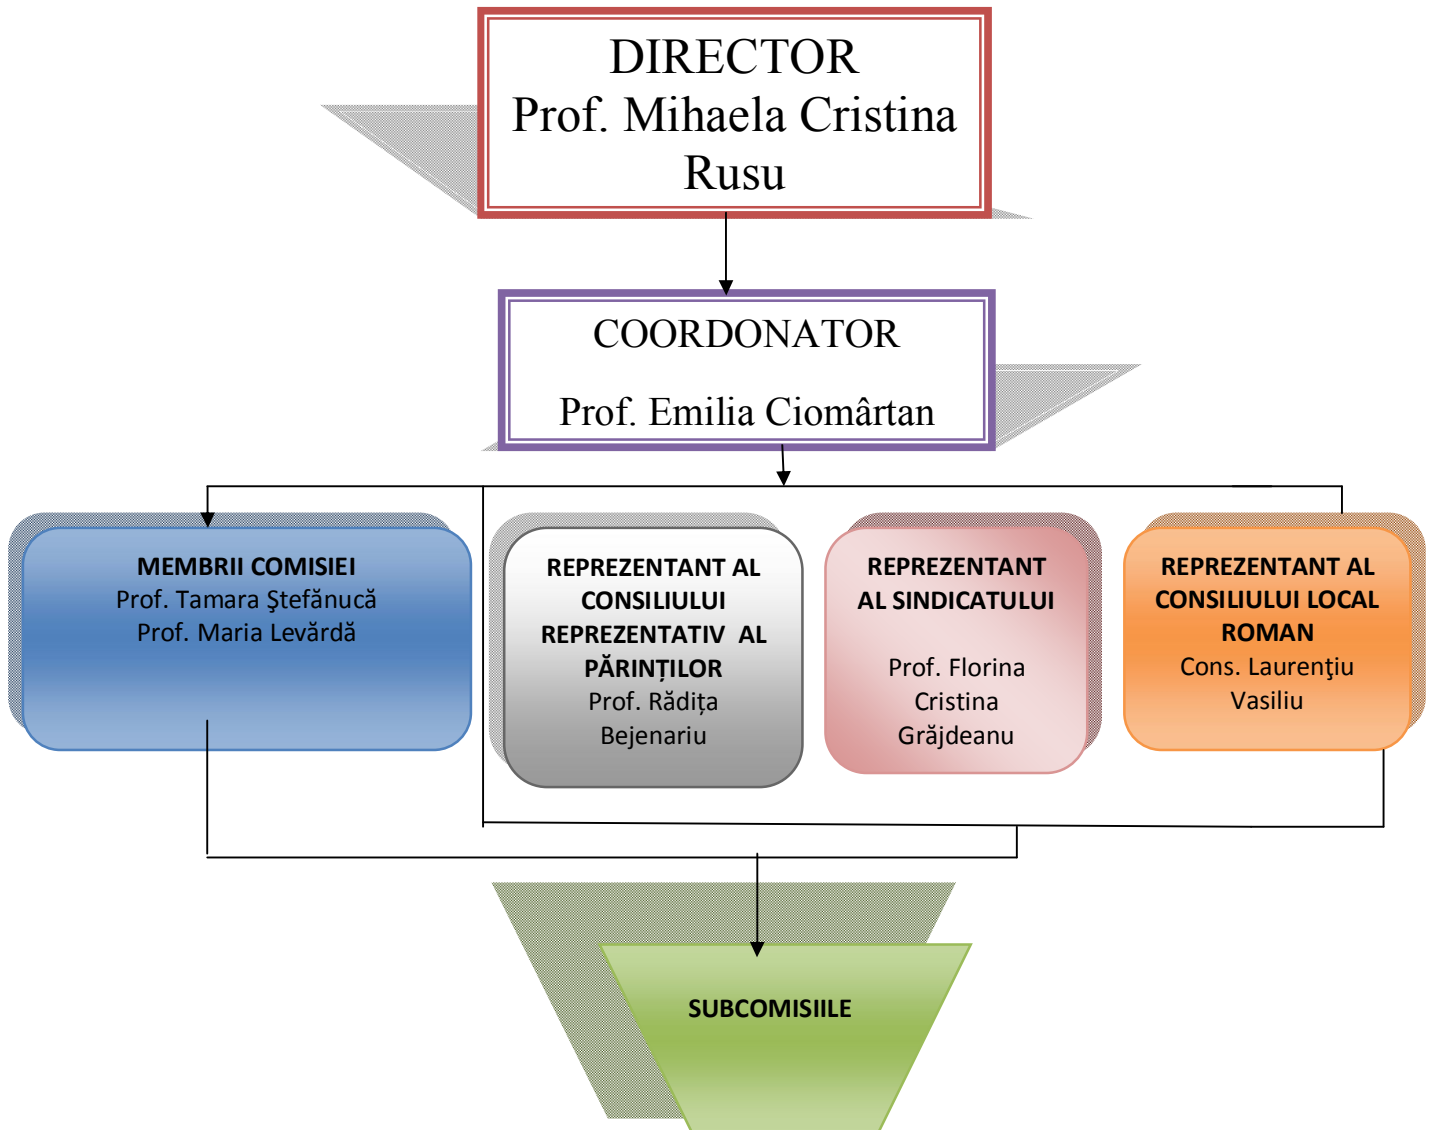 DIRECTOR
Prof. Mihaela Cristina
Rusu
COORDONATOR
Prof. Emilia Ciomârtan
MEMBRII COMISIEI
Prof. Tamara Ştefănucă
Prof. Maria Levărdă
REPREZENTANT AL
CONSILIULUI
REPREZENTATIV AL
PĂRINȚILOR
Prof. Rădița
Bejenariu
REPREZENTANT
AL SINDICATULUI
Prof. Florina
Cristina
Grăjdeanu
REPREZENTANT AL
CONSILIULUI LOCAL
ROMAN
Cons. Laurenţiu
Vasiliu
SUBCOMISIILE